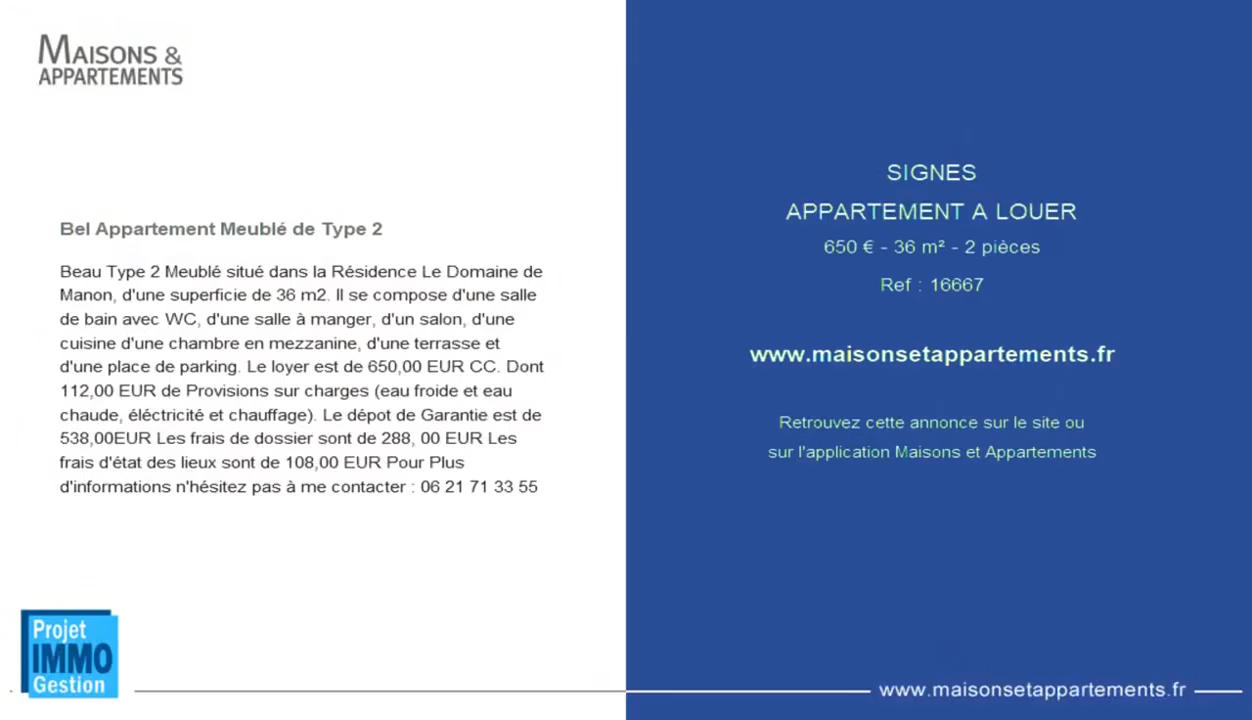 MAISONS &
APPARTEMENTS
Bel Appartement Meublé de Type 2
Beau Type 2 Meublé situé dans la Résidence Le Domaine de
Manon, d'une superficie de 36 m2. Il se compose d'une salle
de bain avec WC, d'une salle à manger, d'un salon, d'une
cuisine d'une chambre en mezzanine, d'une terrasse et
d'une place de parking. Le loyer est de 650,00 EUR CC. Dont
112,00 EUR de Provisions sur charges (eau froide et eau
chaude, éléctricité et chauffage). Le dépot de Garantie est de
538,00EUR Les frais de dossier sont de 288, 00 EUR Les
frais d'état des lieux sont de 108,00 EUR Pour Plus
d'informations n'hésitez pas à me contacter : 06 21 71 33 55
Projet
IMMO
Gestion
SIGNES
APPARTEMENT A LOUER
650 € - 36 m² - 2 pièces
Ref : 16667
www.maisonsetappartements.fr
Retrouvez cette annonce sur le site ou
sur l'application Maisons et Appartements
www.maisonsetappartements.fr